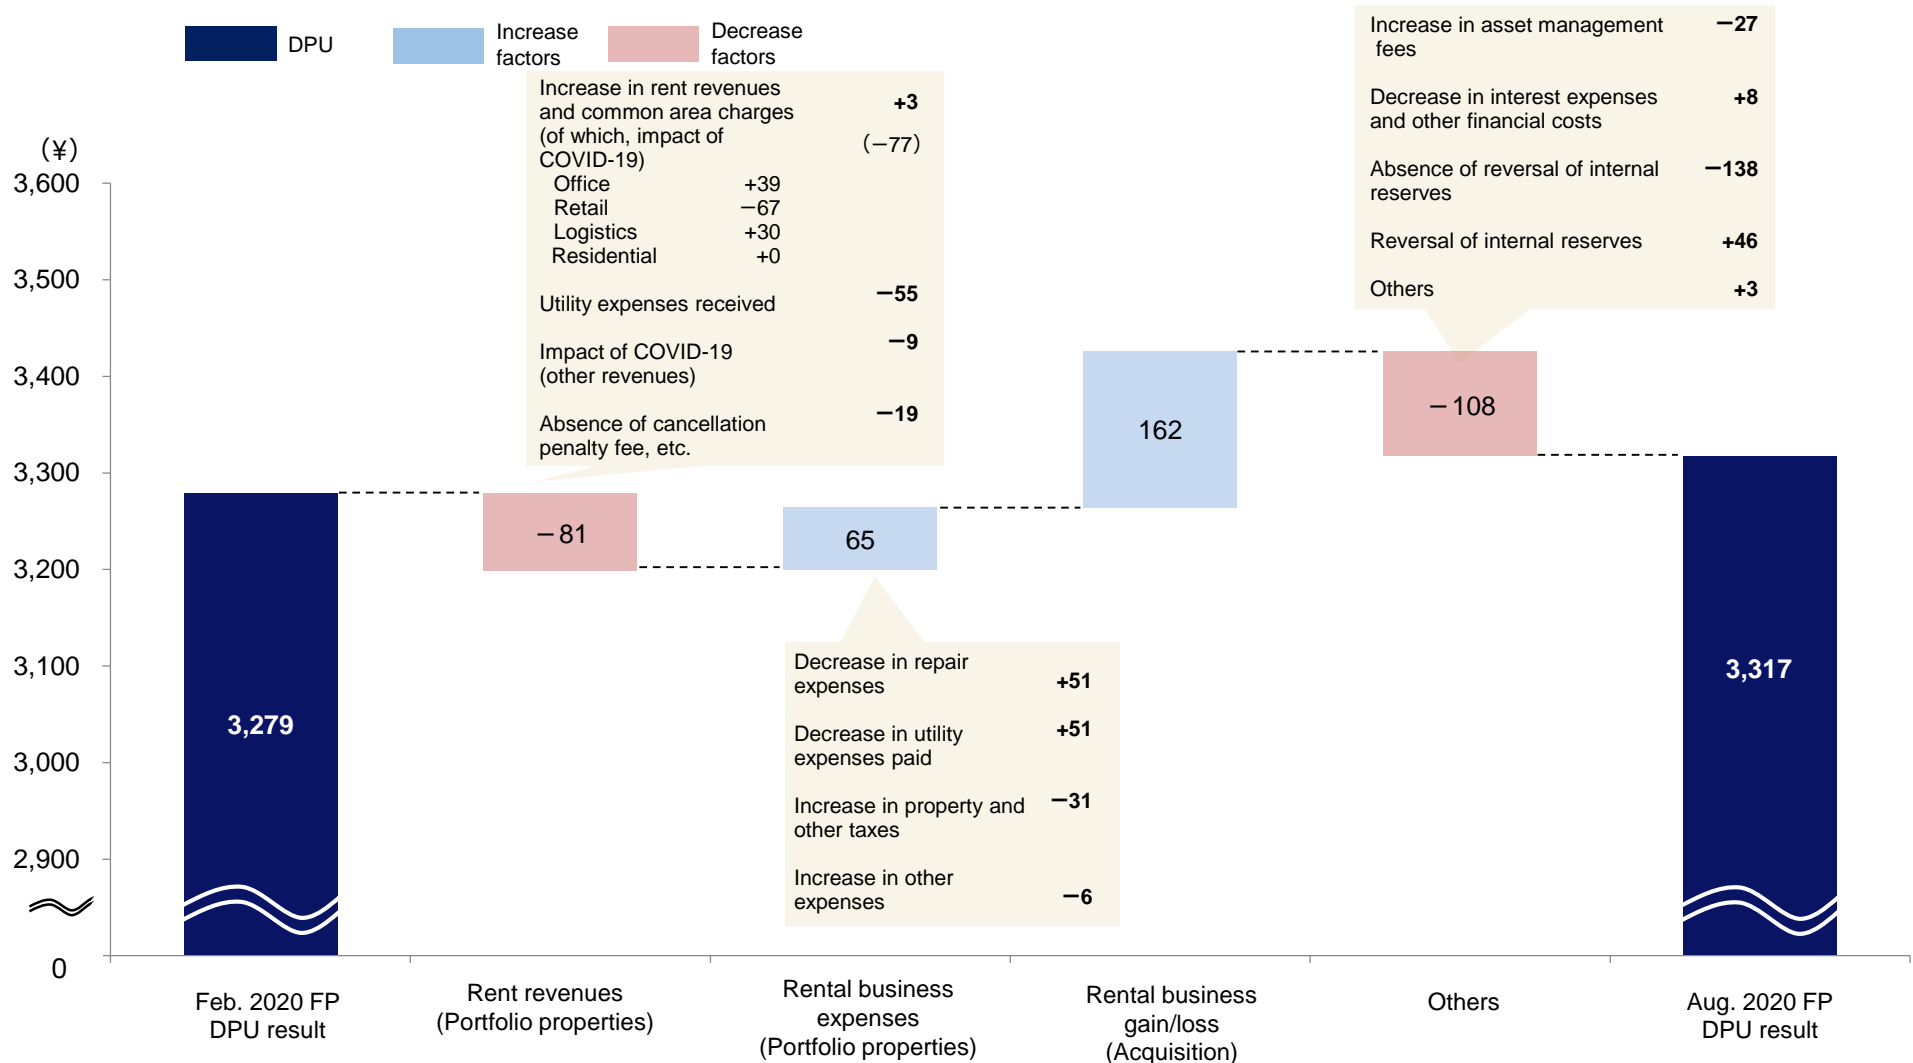 DPU
Increase
factors
Decrease
factors
Increase in rent revenues
and common area charges
(of which, impact of
COVID-19)
+3
(－77)
Office +39
Retail －67
Logistics +30
Residential +0
Utility expenses received －55
Impact of COVID-19
(other revenues)
－9
Absence of cancellation
penalty fee, etc.
－19
Increase in asset management
fees
－27
Decrease in interest expenses
and other financial costs
+8
Absence of reversal of internal
reserves
－138
Reversal of internal reserves +46
Others +3
(¥)
3,600
3,500
3,400
3,300
3,200
3,100
3,000
2,900
0
3,279
－81
65
162
－108
3,317
Decrease in repair
expenses
+51
Decrease in utility
expenses paid
+51
Increase in property and
other taxes
－31
Increase in other
expenses
－6
Feb. 2020 FP
DPU result
Rent revenues
(Portfolio properties)
Rental business
expenses
(Portfolio properties)
Rental business
gain/loss
(Acquisition)
Others
Aug. 2020 FP
DPU result